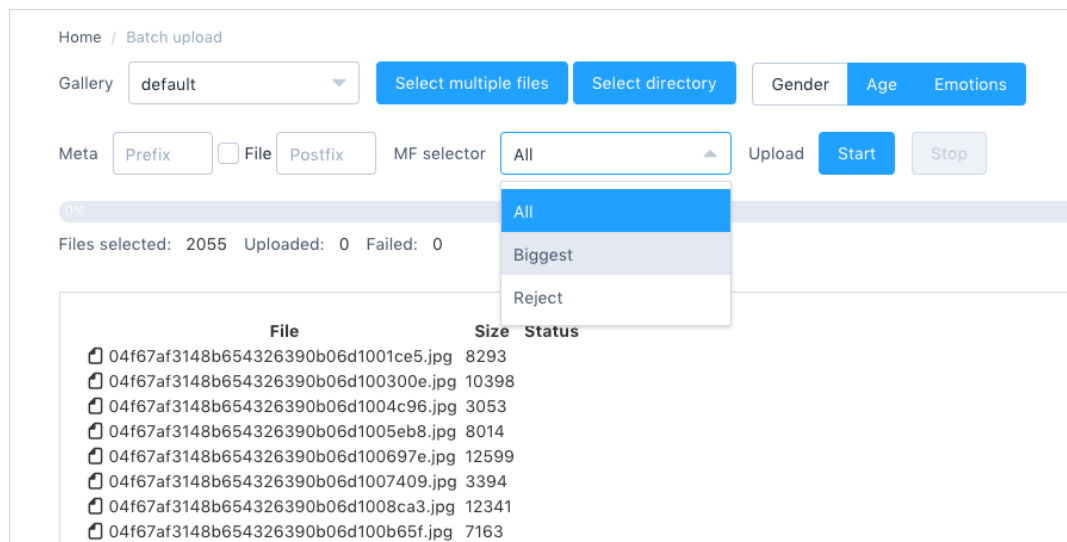 Home / Batch upload
Gallery default Select multiple files Select directory Gender Age Emotions
Meta Prefix File Postfix MF selector All Upload Start Stop
0%
Files selected: 2055 Uploaded: 0 Failed: 0
All
Biggest
Reject
File Size Status
04f67af3148b654326390b06d1001ce5.jpg 8293
04f67af3148b654326390b06d100300e.jpg 10398
04f67af3148b654326390b06d1004c96.jpg 3053
04f67af3148b654326390b06d1005eb8.jpg 8014
04f67af3148b654326390b06d100697e.jpg 12599
04f67af3148b654326390b06d1007409.jpg 3394
04f67af3148b654326390b06d1008ca3.jpg 12341
04f67af3148b654326390b06d100b65f.jpg 7163